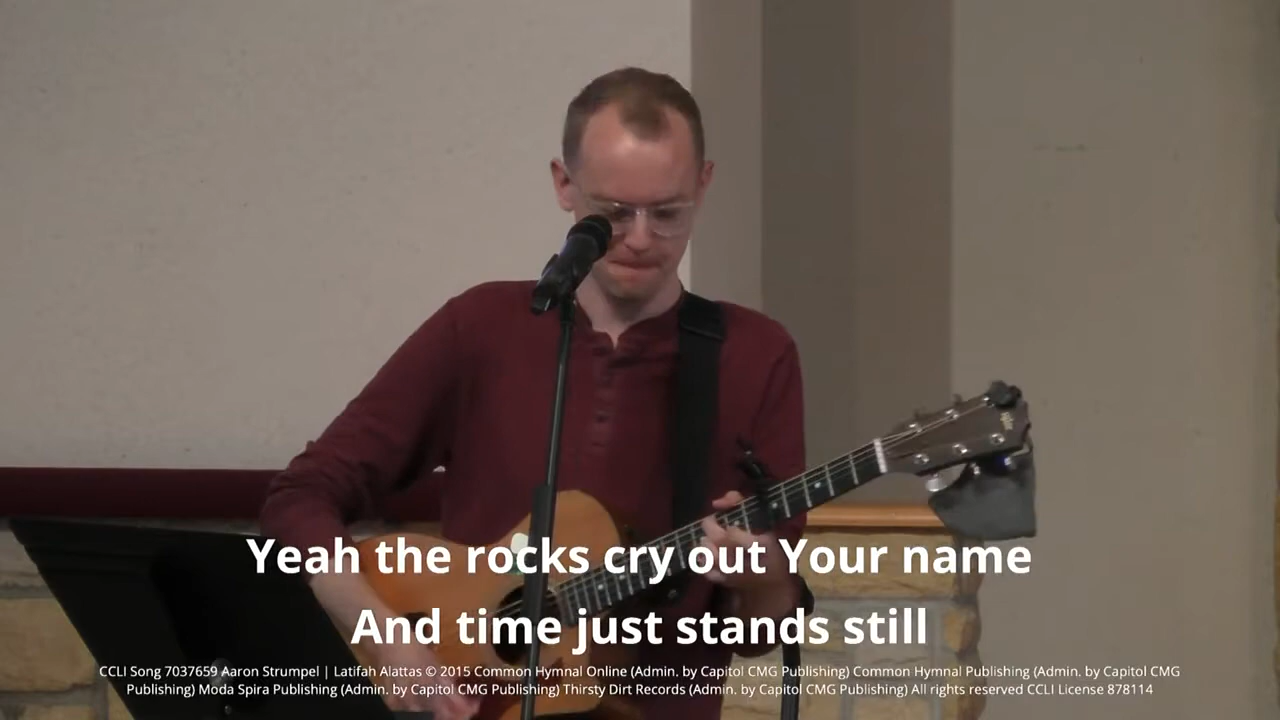 Yeah the rocks cry out Your name
And time just stands still
CCLI Song 7037659 Aaron Strumpel | Latifah Alattas © 2015 Common Hymnal Online (Admin. by Capitol CMG Publishing) Common Hymnal Publishing (Admin. by Capitol CMG
Publishing) Moda Spira Publishing (Admin. by Capitol CMG Publishing) Thirsty Dirt Records (Admin. by Capitol CMG Publishing) All rights reserved CCLI License 878114